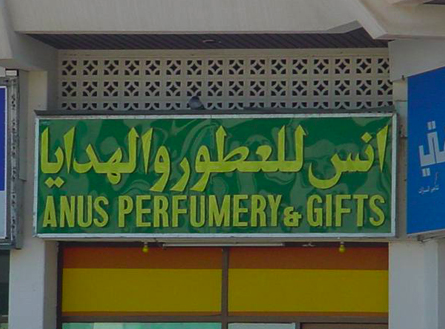 انس للعطور والهدايا
ANUS PERFUMERY & GIFTS